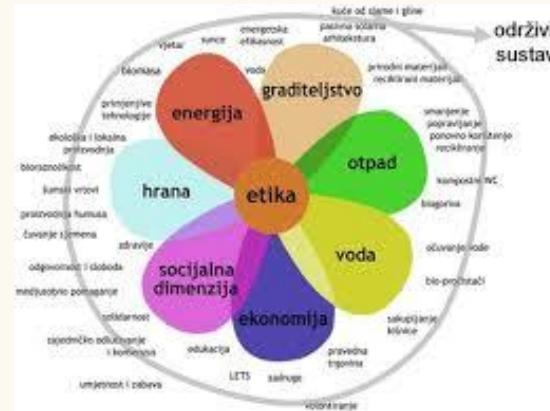 kuće od slame i gline
pasivna solarna
arhitektura
energetska
efikasnost
sunce
vjetar
voda
biomasa
primjenjive
tehnologije
prirodni materijali
reciklirani materijali
održivi
sustav
energija
graditeljstvo
otpad
smanjenje
popravljanje
ponovno korištenje
recikliranje
kompostni WC
biogoriva
ekološka i lokalna
proizvodnja
bioraznolikost
šumski vrtovi
proizvodnja humusa
čuvanje sjemena
zdravlje
hrana
etika
voda
očuvanje vode
bio-pročistači
sakupljanje
kišnice
socijalna
dimenzija
odgovornost i sloboda
međusobno pomaganje
solidarnost
zajedničko odlučivanje
i konsenzus
umjetnost i zabava
edukacija
ekonomija
LETS
zadruge
pravedna
trgovina
volontiranje